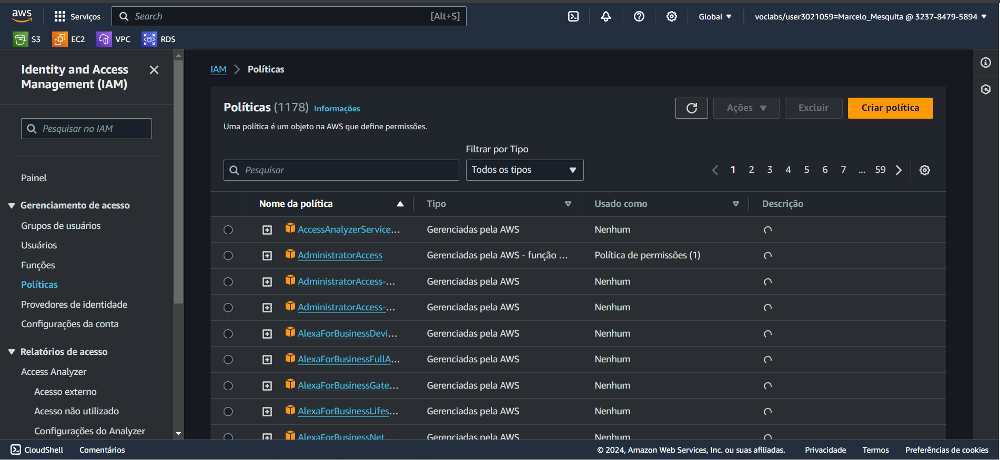 aws
Serviços
Search
[Alt+S]
Global
voclabs/user3021059=Marcelo_Mesquita @ 3237-8479-5894
S3
EC2
VPC
RDS
Identity and Access
Management (IAM)
Pesquisar no IAM
Painel
Gerenciamento de acesso
Grupos de usuários
Usuários
Funções
Políticas
Provedores de identidade
Configurações da conta
Relatórios de acesso
Access Analyzer
Acesso externo
Acesso não utilizado
Configurações do Analyzer
IAM
Políticas
Políticas (1178) Informações
Uma política é um objeto na AWS que define permissões.
Ações
Excluir
Criar política
Filtrar por Tipo
Pesquisar
Todos os tipos
1 2 3 4 5 6 7 ... 59
Nome da política Tipo Usado como Descrição
AccessAnalyzerService... Gerenciadas pela AWS Nenhum
AdministratorAccess Gerenciadas pela AWS - função ... Política de permissões (1)
AdministratorAccess-... Gerenciadas pela AWS Nenhum
AdministratorAccess-... Gerenciadas pela AWS Nenhum
AlexaForBusinessDevi... Gerenciadas pela AWS Nenhum
AlexaForBusinessFullA... Gerenciadas pela AWS Nenhum
AlexaForBusinessGate... Gerenciadas pela AWS Nenhum
AlexaForBusinessLifes... Gerenciadas pela AWS Nenhum
AlexaForBusinessNet... Gerenciadas pela AWS Nenhum
CloudShell
Comentários
© 2024, Amazon Web Services, Inc. ou suas afiliadas.
Privacidade
Termos
Preferências de cookies